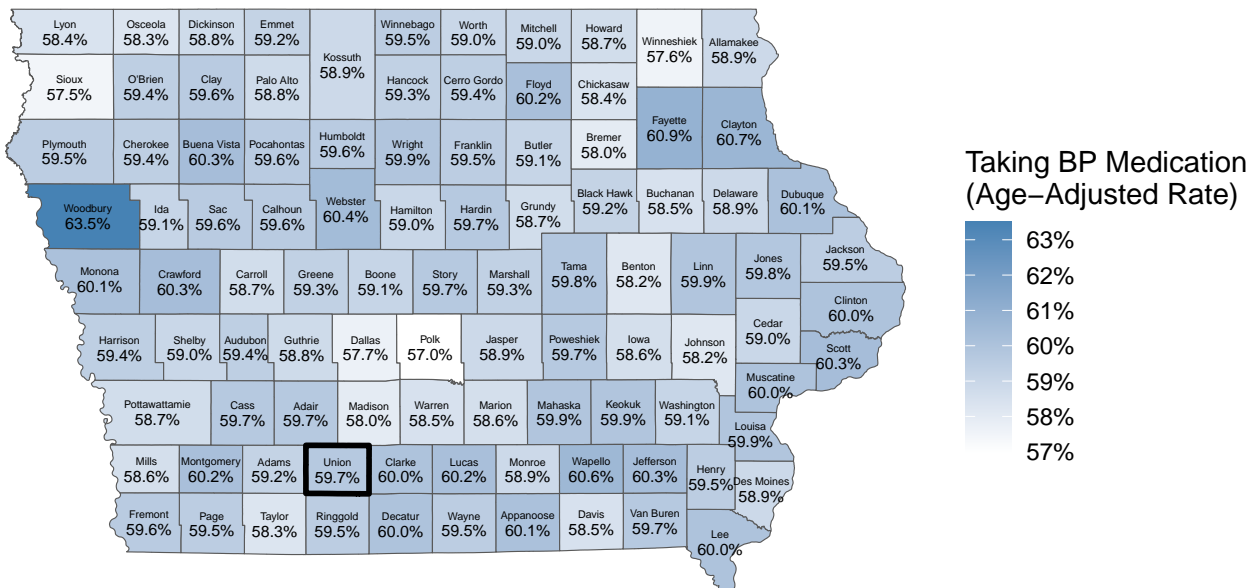 Lyon
58.4%
Osceola
58.3%
Dickinson
58.8%
Emmet
59.2%
Kossuth
58.9%
Winnebago
59.5%
Worth
59.0%
Mitchell
59.0%
Howard
58.7%
Winneshiek
57.6%
Allamakee
58.9%
Sioux
57.5%
O'Brien
59.4%
Clay
59.6%
Palo Alto
58.8%
Hancock
59.3%
Cerro Gordo
59.4%
Floyd
60.2%
Chickasaw
58.4%
Fayette
60.9%
Clayton
60.7%
Plymouth
59.5%
Cherokee
59.4%
Buena Vista
60.3%
Pocahontas
59.6%
Humboldt
59.6%
Wright
59.9%
Franklin
59.5%
Butler
59.1%
Bremer
58.0%
Woodbury
63.5%
Ida
59.1%
Sac
59.6%
Calhoun
59.6%
Webster
60.4%
Hamilton
59.0%
Hardin
59.7%
Grundy
58.7%
Black Hawk
59.2%
Buchanan
58.5%
Delaware
58.9%
Dubuque
60.1%
Monona
60.1%
Crawford
60.3%
Carroll
58.7%
Greene
59.3%
Boone
59.1%
Story
59.7%
Marshall
59.3%
Tama
59.8%
Benton
58.2%
Linn
59.9%
Jones
59.8%
Jackson
59.5%
Clinton
60.0%
Harrison
59.4%
Shelby
59.0%
Audubon
59.4%
Guthrie
58.8%
Dallas
57.7%
Polk
57.0%
Jasper
58.9%
Poweshiek
59.7%
Iowa
58.6%
Johnson
58.2%
Cedar
59.0%
Scott
60.3%
Muscatine
60.0%
Pottawattamie
58.7%
Cass
59.7%
Adair
59.7%
Madison
58.0%
Warren
58.5%
Marion
58.6%
Mahaska
59.9%
Keokuk
59.9%
Washington
59.1%
Louisa
59.9%
Mills
58.6%
Montgomery
60.2%
Adams
59.2%
Union
59.7%
Clarke
60.0%
Lucas
60.2%
Monroe
58.9%
Wapello
60.6%
Jefferson
60.3%
Henry
59.5%
Des Moines
58.9%
Fremont
59.6%
Page
59.5%
Taylor
58.3%
Ringgold
59.5%
Decatur
60.0%
Wayne
59.5%
Appanoose
60.1%
Davis
58.5%
Van Buren
59.7%
Lee
60.0%
Taking BP Medication
(Age−Adjusted Rate)
63%
62%
61%
60%
59%
58%
57%